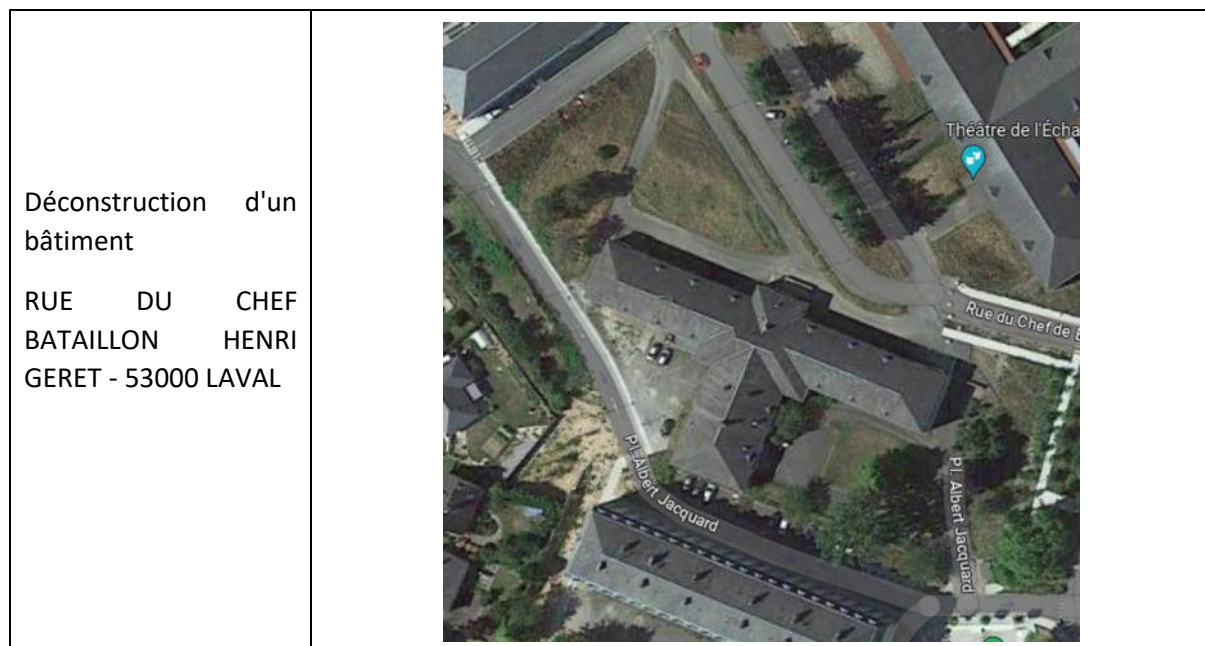 Déconstruction d'un
bâtiment
RUE DU CHEF
BATAILLON HENRI
GERET - 53000 LAVAL
Théâtre de l'Écha
Rue du Chef de B
Pl. Albert Jacquard
Pl. Albert Jacquard